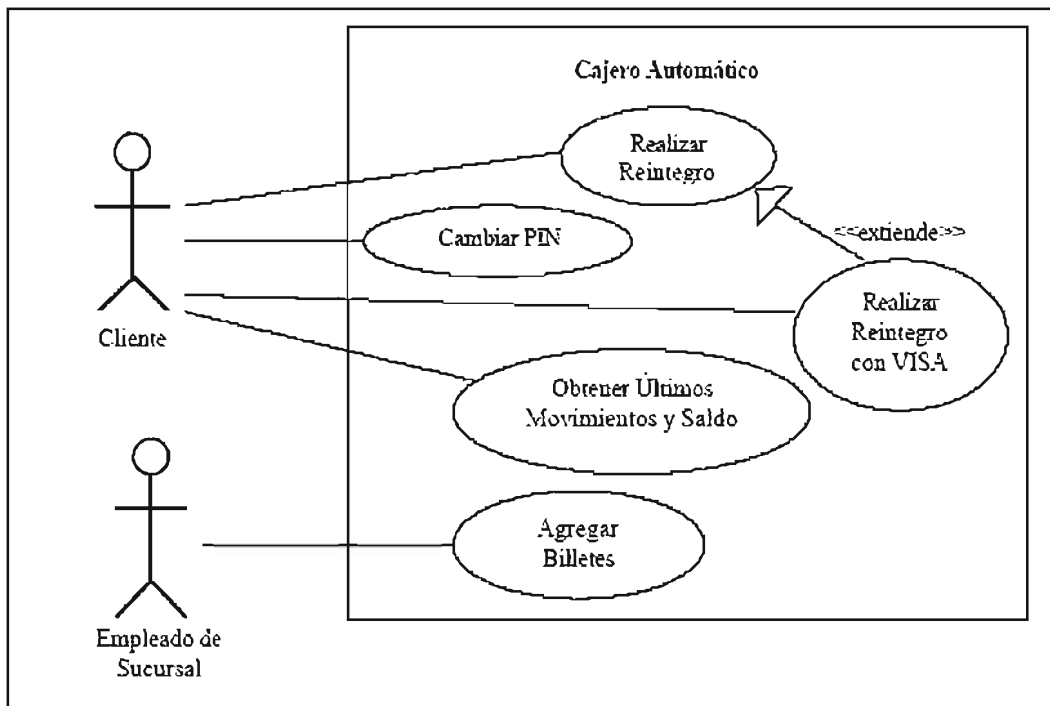 Cajero Automático
Realizar
Reintegro
Cambiar PIN
<<extiende>>
Realizar
Reintegro
con VISA
Cliente
Obtener Últimos
Movimientos y Saldo
Agregar
Billetes
Empleado de
Sucursal